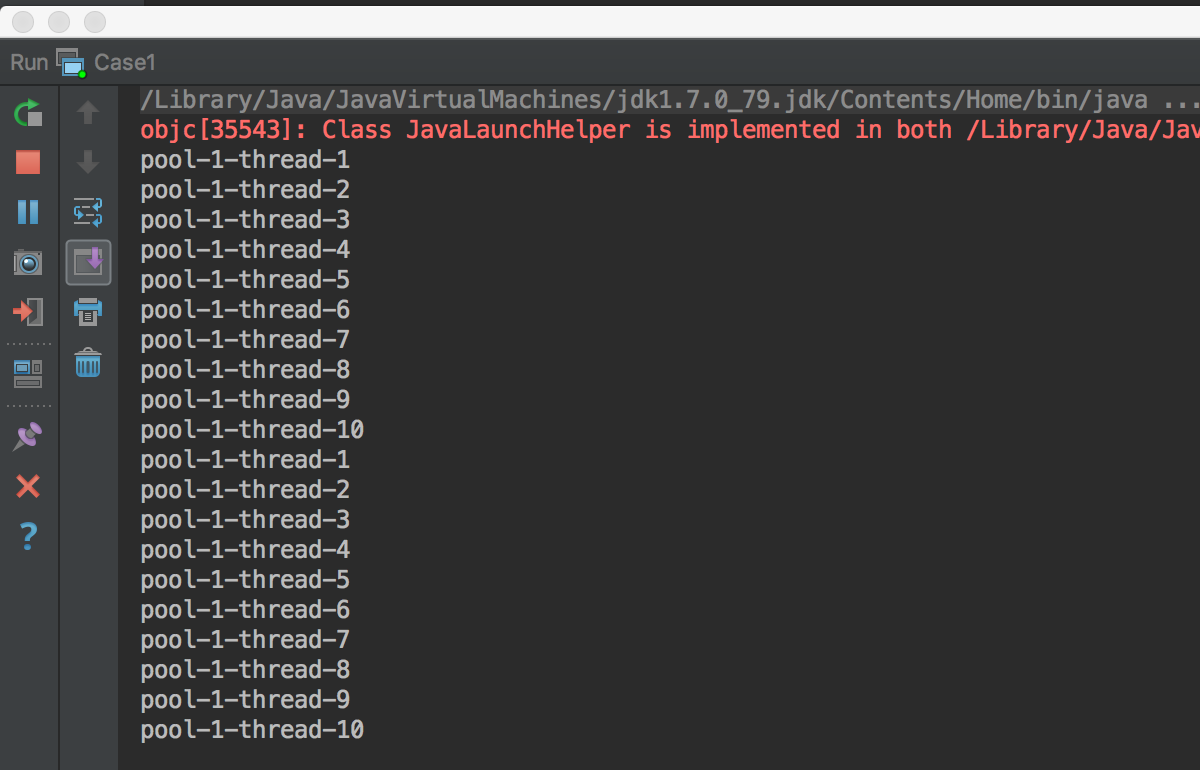 Run Case1
/Library/Java/JavaVirtualMachines/jdk1.7.0_79.jdk/Contents/Home/bin/java ...
objc[35543]: Class JavaLaunchHelper is implemented in both /Library/Java/Jav
pool-1-thread-1
pool-1-thread-2
pool-1-thread-3
pool-1-thread-4
pool-1-thread-5
pool-1-thread-6
pool-1-thread-7
pool-1-thread-8
pool-1-thread-9
pool-1-thread-10
pool-1-thread-1
pool-1-thread-2
pool-1-thread-3
pool-1-thread-4
pool-1-thread-5
pool-1-thread-6
pool-1-thread-7
pool-1-thread-8
pool-1-thread-9
pool-1-thread-10